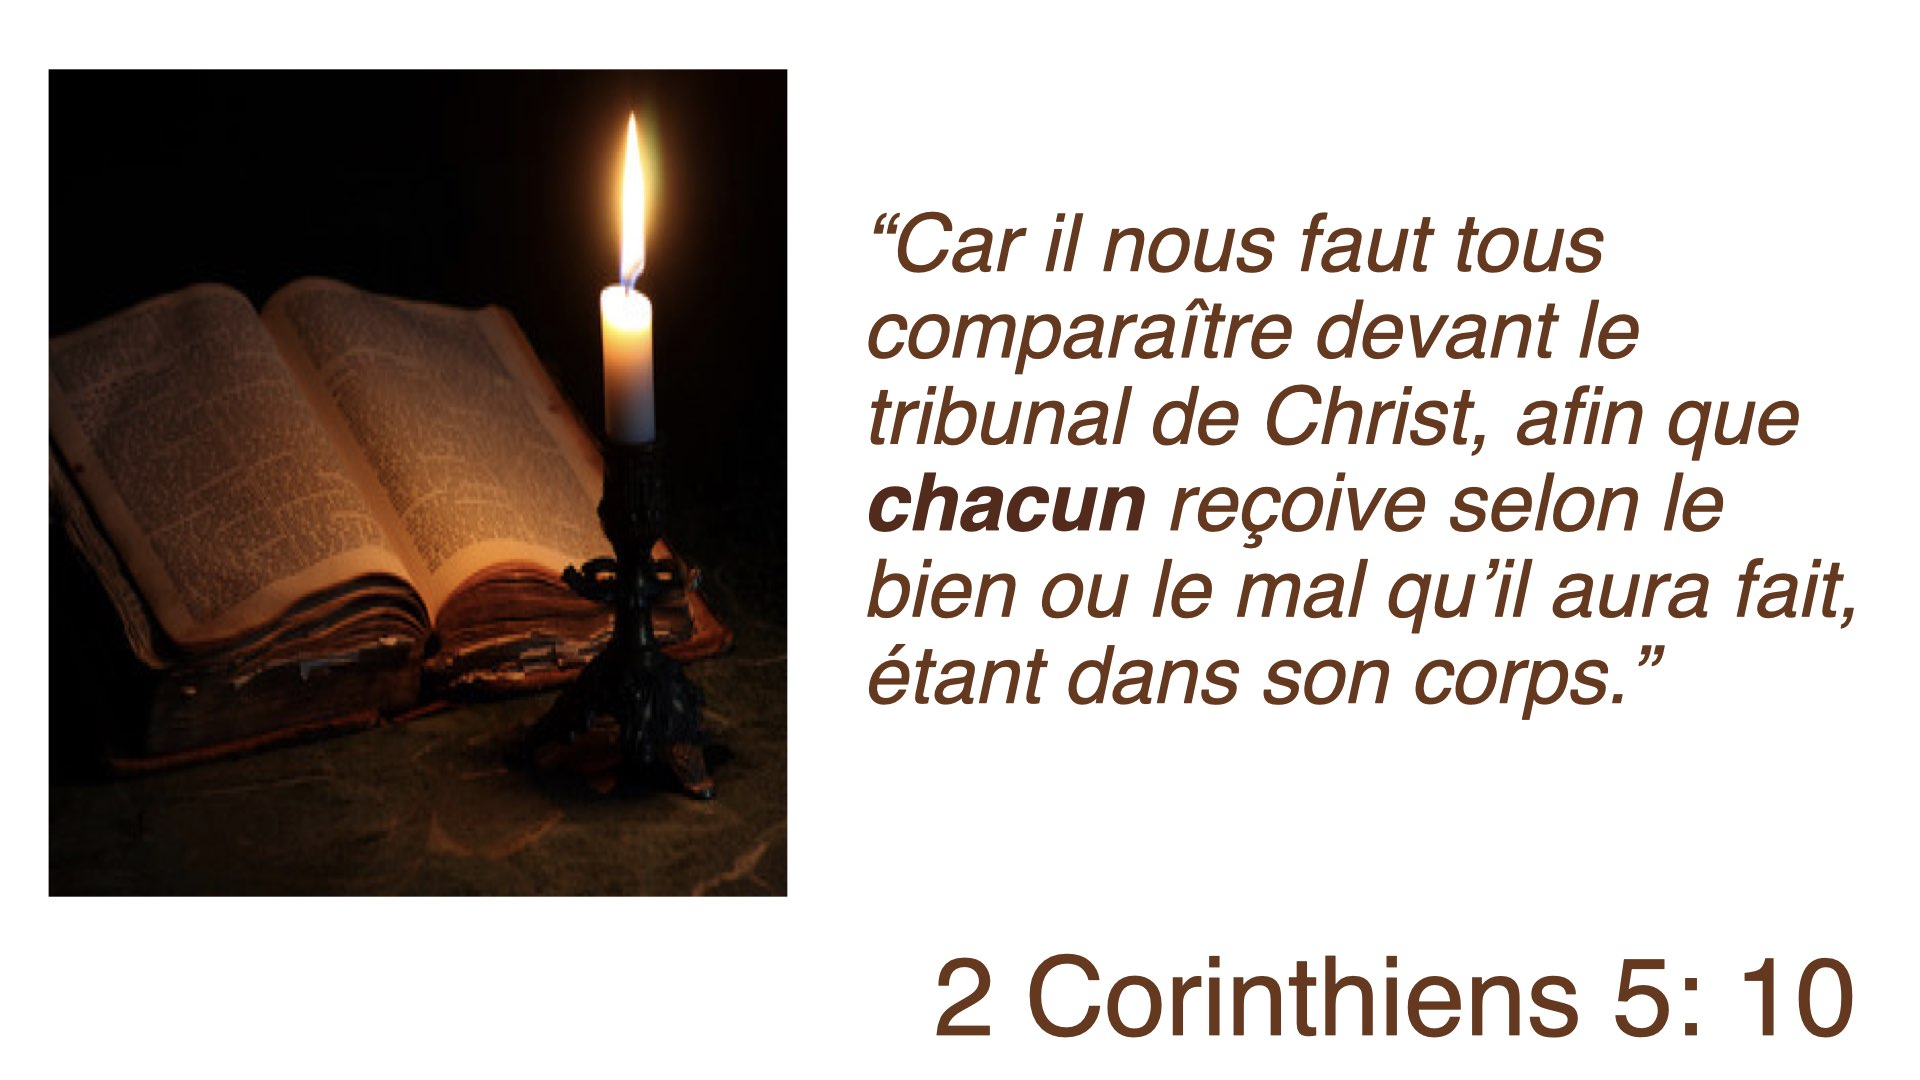 “Car il nous faut tous
comparaître devant le
tribunal de Christ, afin que
chacun reçoive selon le
bien ou le mal qu’il aura fait,
étant dans son corps.”
2 Corinthiens 5: 10